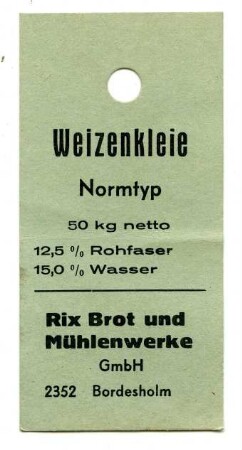 Weizenkleie
Normtyp
50 kg netto
12,5 % Rohfaser
15,0 % Wasser
Rix Brot und
Mühlenwerke
GmbH
2352 Bordesholm